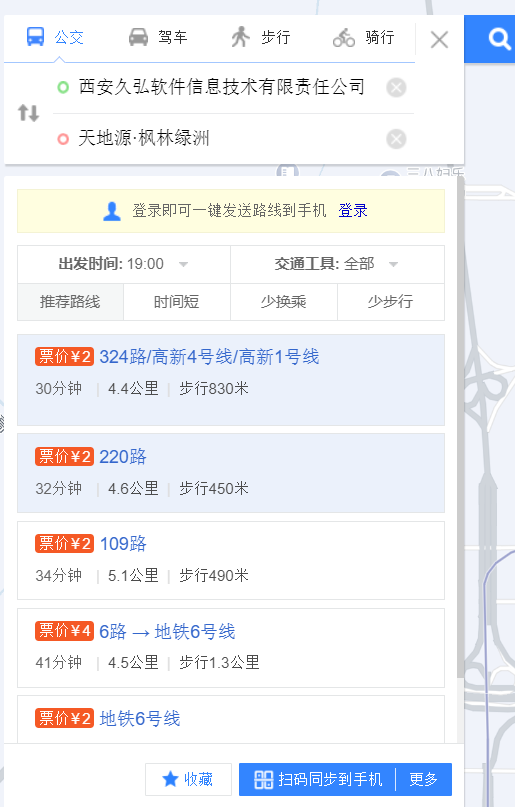 公交 驾车 步行 骑行
西安久弘软件信息技术有限责任公司
天地源·枫林绿洲
三八妇乐
登录即可一键发送路线到手机 登录
出发时间: 19:00 交通工具: 全部
推荐路线 时间短 少换乘 少步行
票价¥2 324路/高新4号线/高新1号线
30分钟 | 4.4公里 | 步行830米
票价¥2 220路
32分钟 | 4.6公里 | 步行450米
票价¥2 109路
34分钟 | 5.1公里 | 步行490米
票价¥4 6路 → 地铁6号线
41分钟 | 4.5公里 | 步行1.3公里
票价¥2 地铁6号线
收藏 扫码同步到手机 | 更多